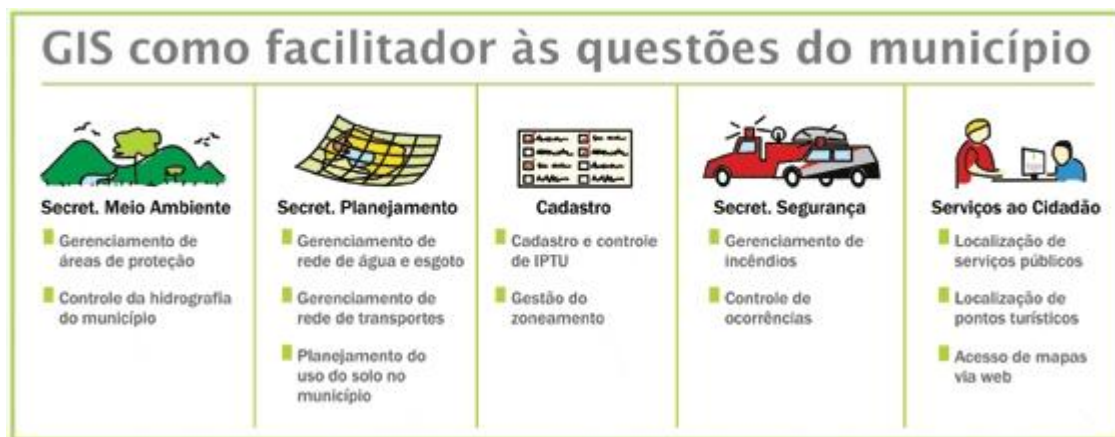 GIS como facilitador às questões do município
Secret. Meio Ambiente
Gerenciamento de
áreas de proteção
Controle da hidrografia
do município
Secret. Planejamento
Gerenciamento de
rede de água e esgoto
Gerenciamento de
rede de transportes
Planejamento do
uso do solo no
município
Cadastro
Cadastro e controle
de IPTU
Gestão do
zoneamento
Secret. Segurança
Gerenciamento de
incêndios
Controle de
ocorrências
Serviços ao Cidadão
Localização de
serviços públicos
Localização de
pontos turísticos
Acesso de mapas
via web